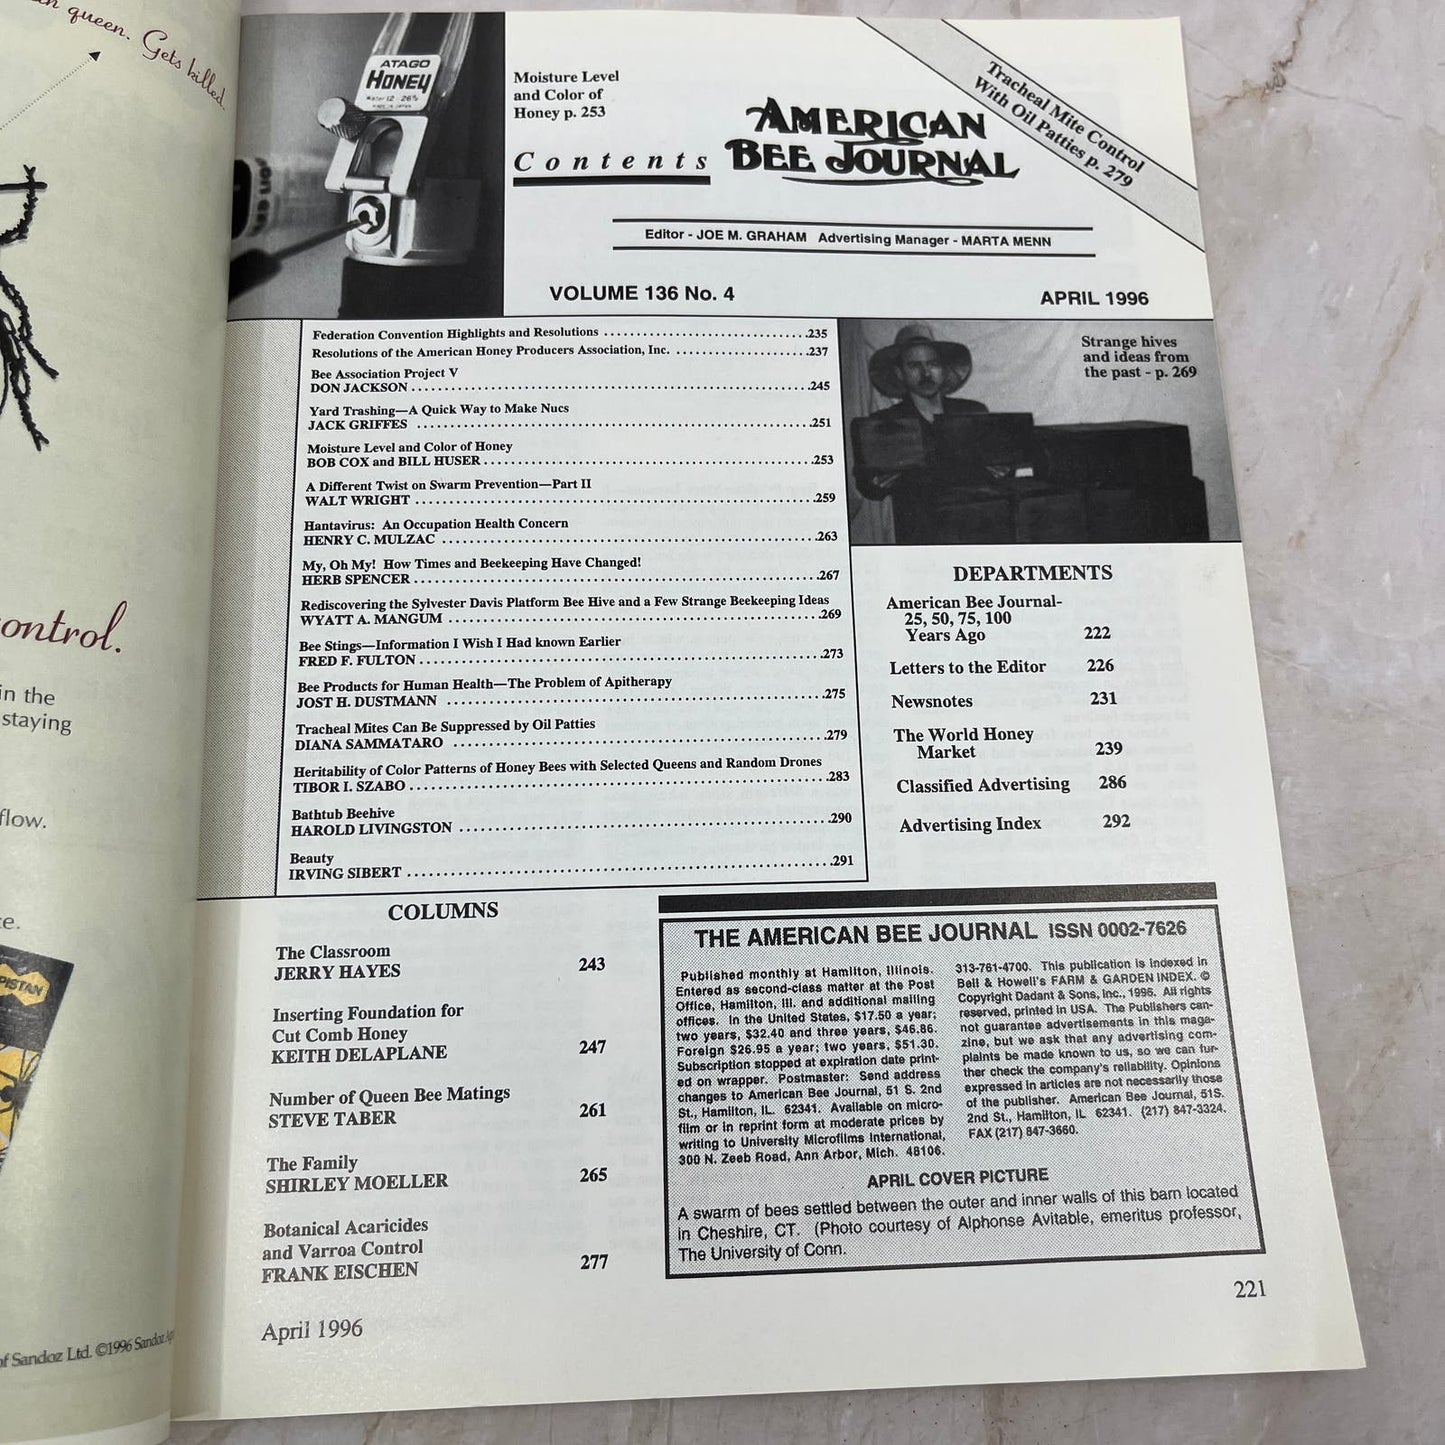 n queen. Gets killed.
ontrol.
in the
staying
flow.
e.
PISTAN
of Sandoz Ltd. ©1996 Sandoz
ATAGO
HONEY
Water 12 - 26%
MADE IN JAPAN
Moisture Level
and Color of
Honey p. 253
Contents
AMERICAN
BEE JOURNAL
Tracheal Mite Control
With Oil Patties p. 279
Editor - JOE M. GRAHAM Advertising Manager - MARTA MENN
VOLUME 136 No. 4
APRIL 1996
Federation Convention Highlights and Resolutions ............................235
Resolutions of the American Honey Producers Association, Inc. ..................237
Bee Association Project V
DON JACKSON......................................................245
Yard Trashing—A Quick Way to Make Nucs
JACK GRIFFES ......................................................251
Moisture Level and Color of Honey
BOB COX and BILL HUSER.............................................253
A Different Twist on Swarm Prevention—Part II
WALT WRIGHT ......................................................259
Hantavirus: An Occupation Health Concern
HENRY C. MULZAC ..................................................263
My, Oh My! How Times and Beekeeping Have Changed!
HERB SPENCER......................................................267
Rediscovering the Sylvester Davis Platform Bee Hive and a Few Strange Beekeeping Ideas
WYATT A. MANGUM ..................................................269
Bee Stings—Information I Wish I Had known Earlier
FRED F. FULTON......................................................273
Bee Products for Human Health—The Problem of Apitherapy
JOST H. DUSTMANN ..................................................275
Tracheal Mites Can Be Suppressed by Oil Patties
DIANA SAMMATARO ..................................................279
Heritability of Color Patterns of Honey Bees with Selected Queens and Random Drones
TIBOR I. SZABO......................................................283
Bathtub Beehive
HAROLD LIVINGSTON ..................................................290
Beauty
IRVING SIBERT ......................................................291
Strange hives
and ideas from
the past - p. 269
DEPARTMENTS
American Bee Journal-
25, 50, 75, 100
Years Ago 222
Letters to the Editor 226
Newsnotes 231
The World Honey
Market 239
Classified Advertising 286
Advertising Index 292
COLUMNS
The Classroom
JERRY HAYES 243
Inserting Foundation for
Cut Comb Honey
KEITH DELAPLANE 247
Number of Queen Bee Matings
STEVE TABER 261
The Family
SHIRLEY MOELLER 265
Botanical Acaricides
and Varroa Control
FRANK EISCHEN 277
THE AMERICAN BEE JOURNAL ISSN 0002-7626
Published monthly at Hamilton, Illinois.
Entered as second-class matter at the Post
Office, Hamilton, Ill. and additional mailing
offices. In the United States, $17.50 a year;
two years, $32.40 and three years, $46.86.
Foreign $26.95 a year; two years, $51.30.
Subscription stopped at expiration date print-
ed on wrapper. Postmaster: Send address
changes to American Bee Journal, 51 S. 2nd
St., Hamilton, IL. 62341. Available on micro-
film or in reprint form at moderate prices by
writing to University Microfilms International,
300 N. Zeeb Road, Ann Arbor, Mich. 48106.
313-761-4700. This publication is indexed in
Bell & Howell's FARM & GARDEN INDEX. ©
Copyright Dadant & Sons, Inc., 1996. All rights
reserved, printed in USA. The Publishers can-
not guarantee advertisements in this maga-
zine, but we ask that any advertising com-
plaints be made known to us, so we can fur-
ther check the company's reliability. Opinions
expressed in articles are not necessarily those
of the publisher. American Bee Journal, 51S.
2nd St., Hamilton, IL 62341. (217) 847-3324.
FAX (217) 847-3660.
APRIL COVER PICTURE
A swarm of bees settled between the outer and inner walls of this barn located
in Cheshire, CT. (Photo courtesy of Alphonse Avitable, emeritus professor,
The University of Conn.
April 1996
221